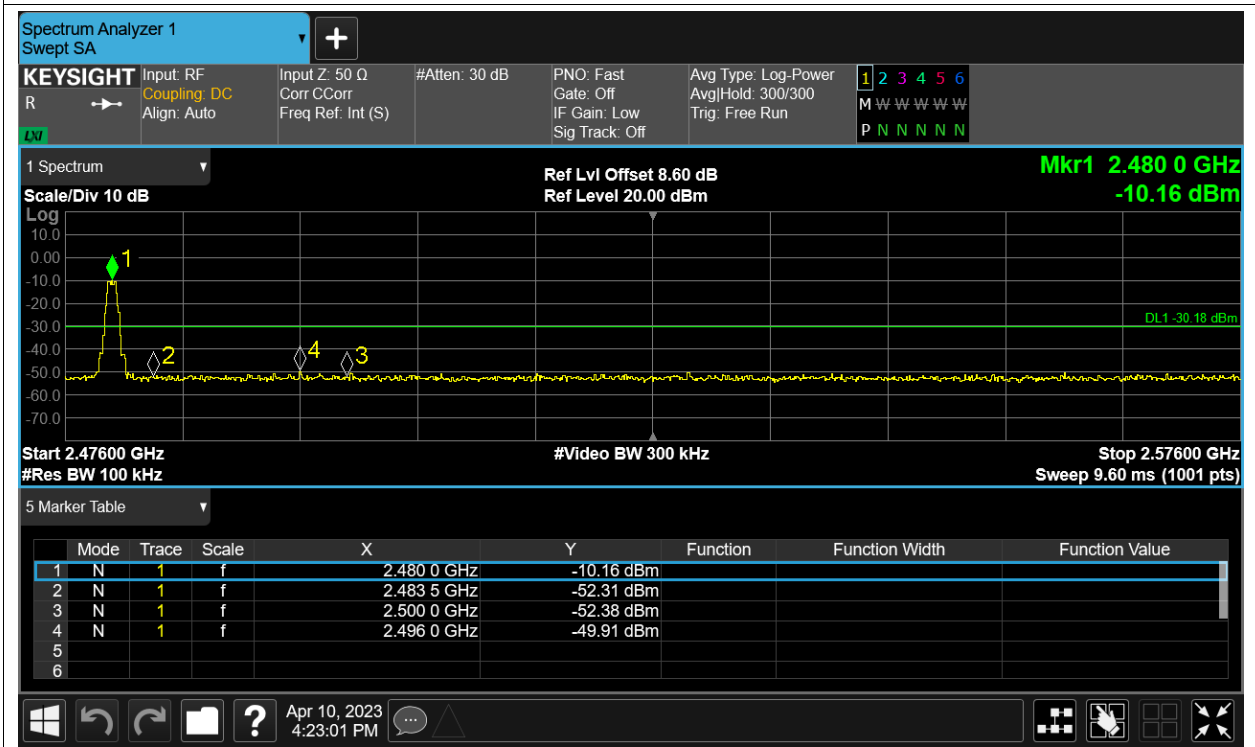 Spectrum Analyzer 1
Swept SA
+
KEYSIGHT Input: RF Input Z: 50 Ω #Atten: 30 dB PNO: Fast Avg Type: Log-Power 1 2 3 4 5 6
R Coupling: DC Corr CCorr Gate: Off Avg|Hold: 300/300 M W W W W W
Align: Auto Freq Ref: Int (S) IF Gain: Low Trig: Free Run
LXI Sig Track: Off P N N N N N
1 Spectrum Ref Lvl Offset 8.60 dB Mkr1 2.480 0 GHz
Scale/Div 10 dB Ref Level 20.00 dBm -10.16 dBm
Log
10.0
0.00 1
-10.0
-20.0
-30.0 DL1 -30.18 dBm
-40.0 2 4 3
-50.0
-60.0
-70.0
Start 2.47600 GHz #Video BW 300 kHz Stop 2.57600 GHz
#Res BW 100 kHz Sweep 9.60 ms (1001 pts)
5 Marker Table
Mode Trace Scale X Y Function Function Width Function Value
1 N 1 f 2.480 0 GHz -10.16 dBm
2 N 1 f 2.483 5 GHz -52.31 dBm
3 N 1 f 2.500 0 GHz -52.38 dBm
4 N 1 f 2.496 0 GHz -49.91 dBm
5
6
? Apr 10, 2023
4:23:01 PM